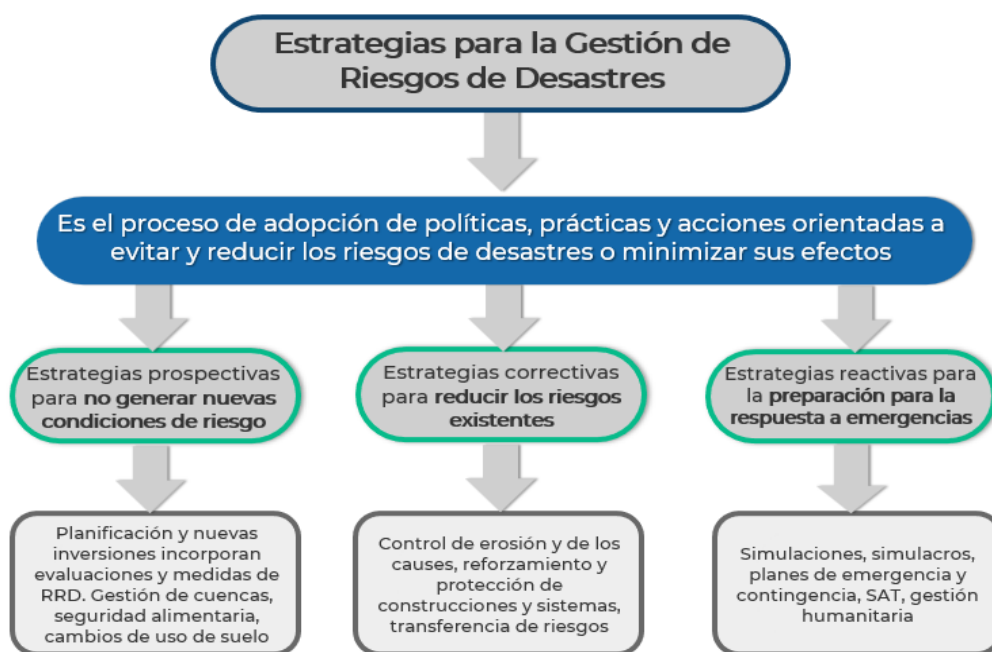 Estrategias para la Gestión de
Riesgos de Desastres
Es el proceso de adopción de políticas, prácticas y acciones orientadas a
evitar y reducir los riesgos de desastres o minimizar sus efectos
Estrategias prospectivas
para no generar nuevas
condiciones de riesgo
Estrategias correctivas
para reducir los riesgos
existentes
Estrategias reactivas para
la preparación para la
respuesta a emergencias
Planificación y nuevas
inversiones incorporan
evaluaciones y medidas de
RRD. Gestión de cuencas,
seguridad alimentaria,
cambios de uso de suelo
Control de erosión y de los
causes, reforzamiento y
protección de
construcciones y sistemas,
transferencia de riesgos
Simulaciones, simulacros,
planes de emergencia y
contingencia, SAT, gestión
humanitaria